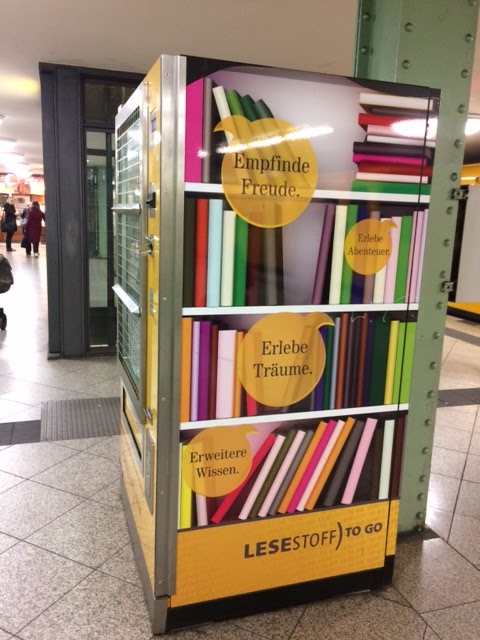 Empfinde
Freude.
Erlebe
Abenteuer.
Erlebe
Träume.
Erweitere
Wissen.
LESESTOFF) TO GO